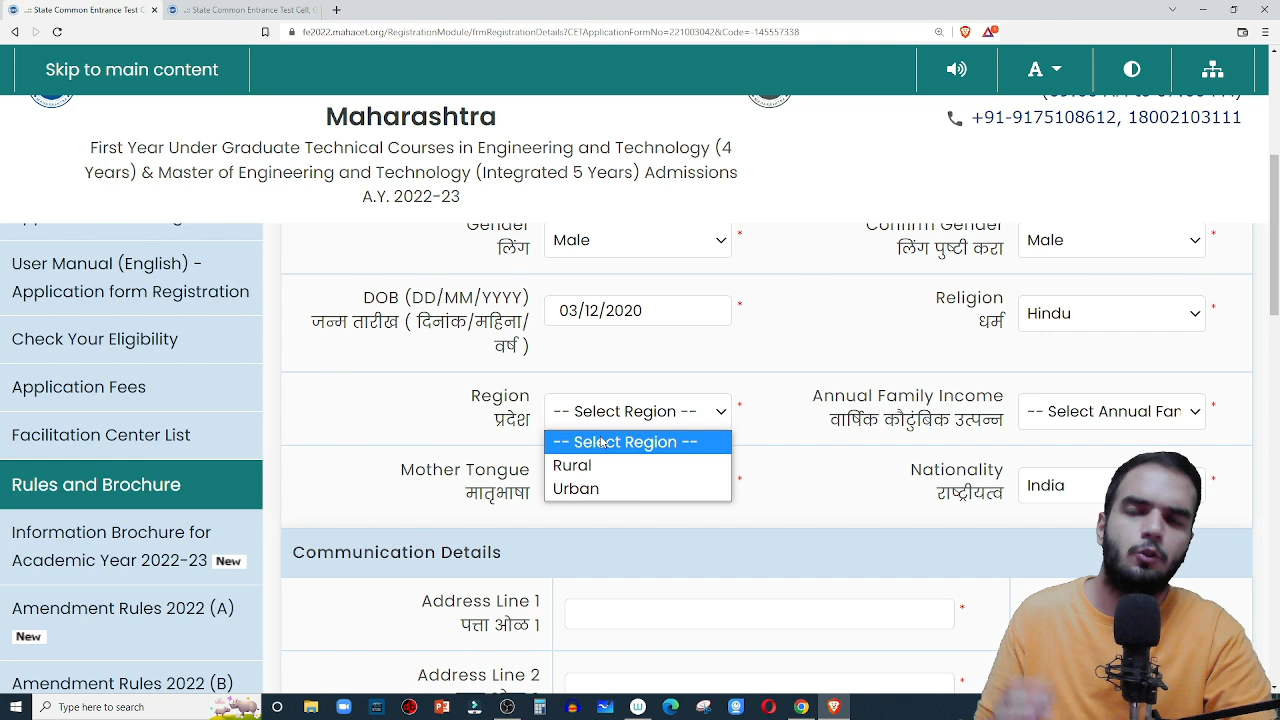 .:: State Common Entrance Test C
.:: State Common Entrance Test Cell, G
fe2022.mahacet.org/RegistrationModule/frmRegistrationDetails?CETApplicationFormNo=221003042&Code=-145557338
Skip to main content
A
Maharashtra
+91-9175108612, 18002103111
First Year Under Graduate Technical Courses in Engineering and Technology (4
Years) & Master of Engineering and Technology (Integrated 5 Years) Admissions
A.Y. 2022-23
User Manual (English) -
Application form Registration
Check Your Eligibility
Application Fees
Facilitation Center List
Rules and Brochure
Information Brochure for
Academic Year 2022-23 New
Amendment Rules 2022 (A)
New
Amendment Rules 2022 (B)
Gender
लिंग
Male
*
Confirm Gender
लिंग पुष्टी करा
Male
*
DOB (DD/MM/YYYY)
जन्म तारीख ( दिनांक/महिना/
वर्ष )
03/12/2020
*
Religion
धर्म
Hindu
*
Region
प्रदेश
-- Select Region --
*
-- Select Region --
Rural
Urban
Annual Family Income
वार्षिक कौटुंबिक उत्पन्न
-- Select Annual Fan
*
Mother Tongue
मातृभाषा
*
Nationality
राष्ट्रीयत्व
India
*
Communication Details
Address Line 1
पत्ता ओळ 1
*
Address Line 2
*
Type here to search